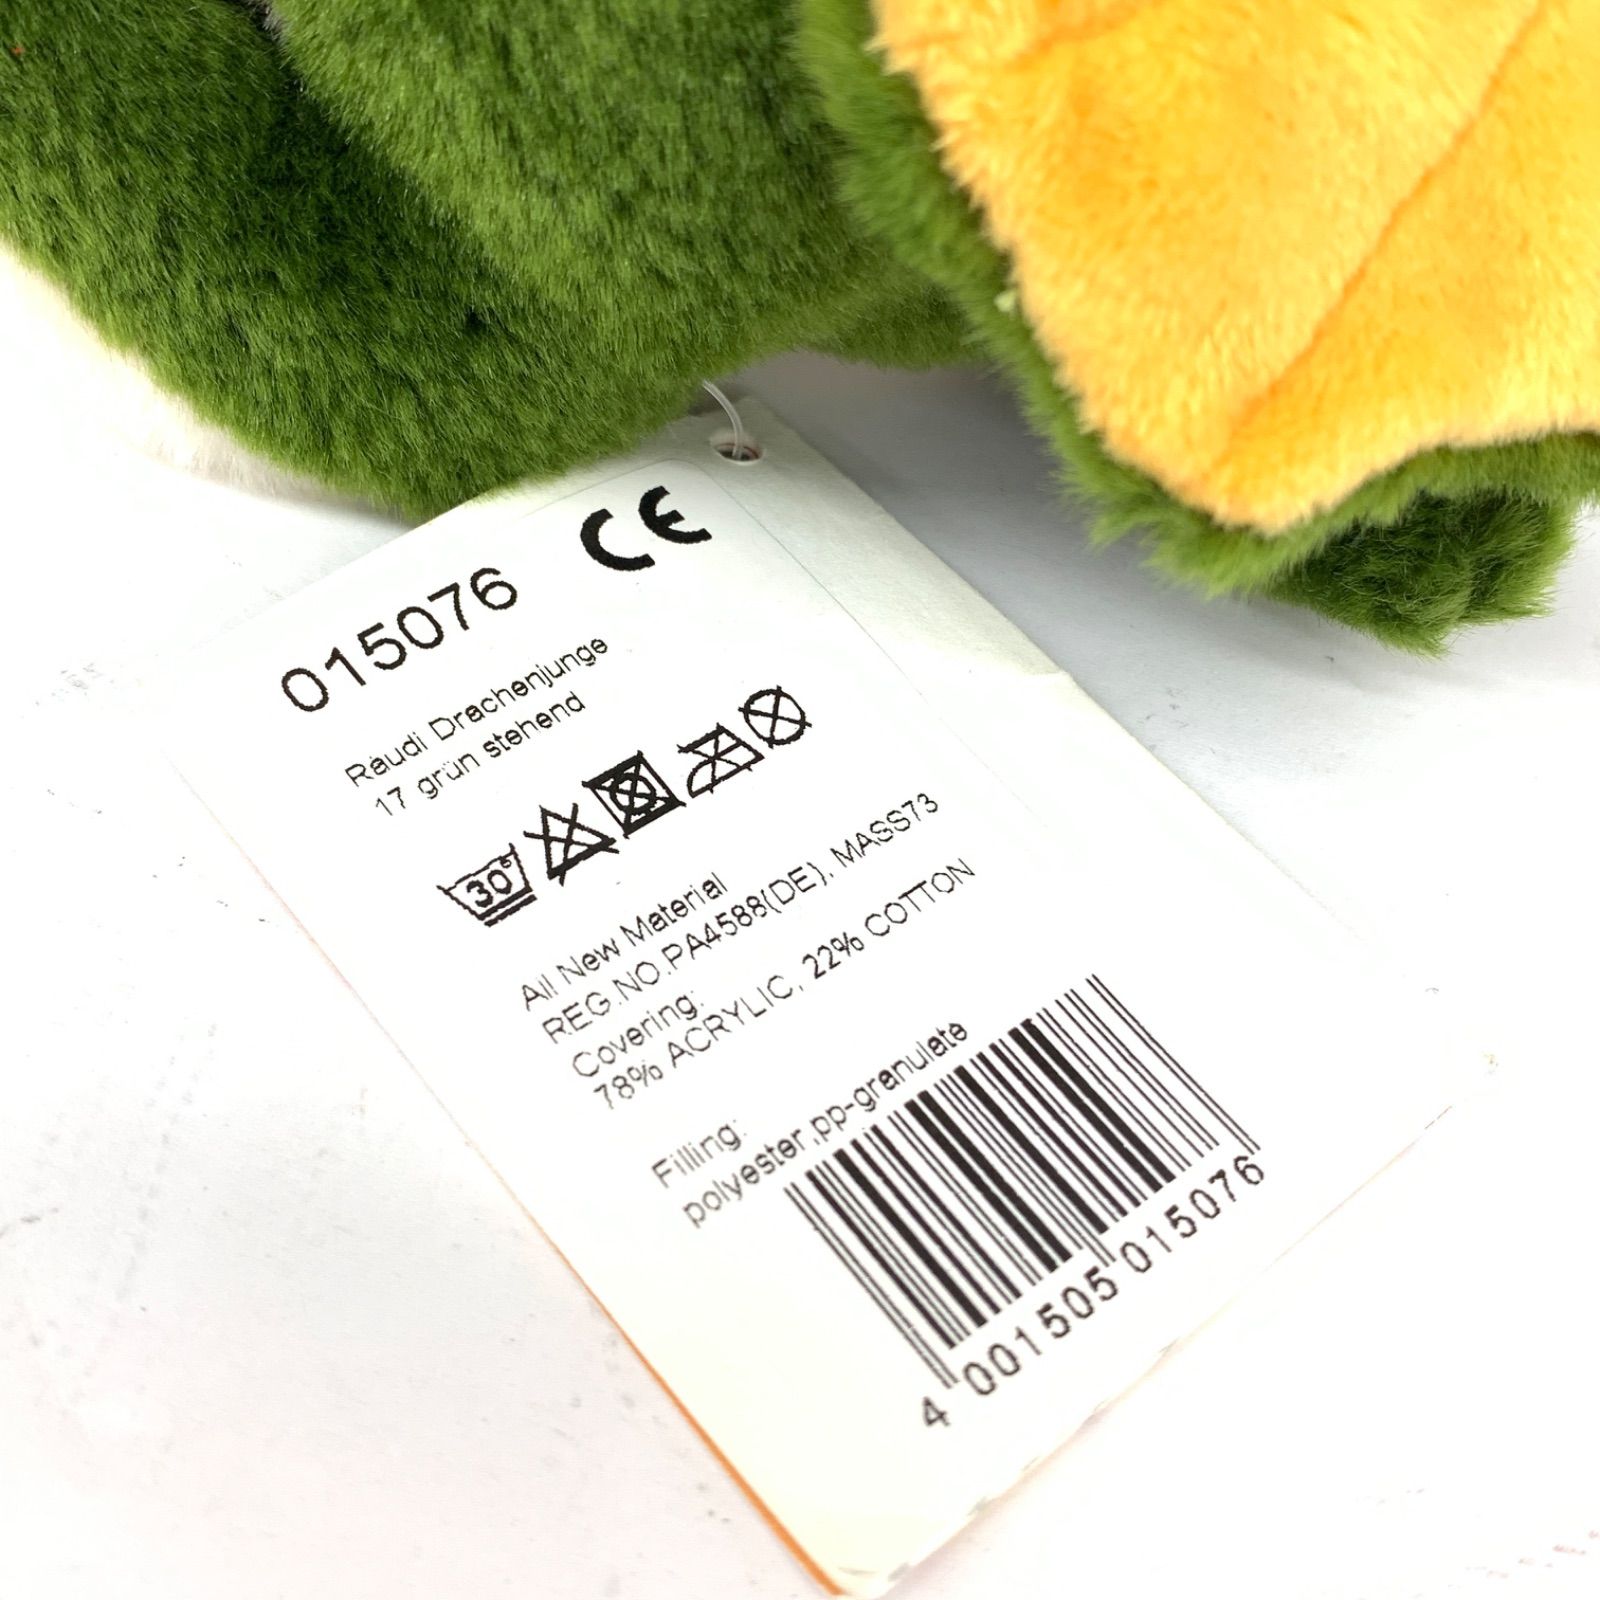 CE
015076
Raudi Drachenjunge
17 grün stehend
30°
All New Material
REG.NO.PA4588(DE), MASS73
Covering:
78% ACRYLIC, 22% COTTON
Filling:
polyester,pp-granulate
4 001505 015076